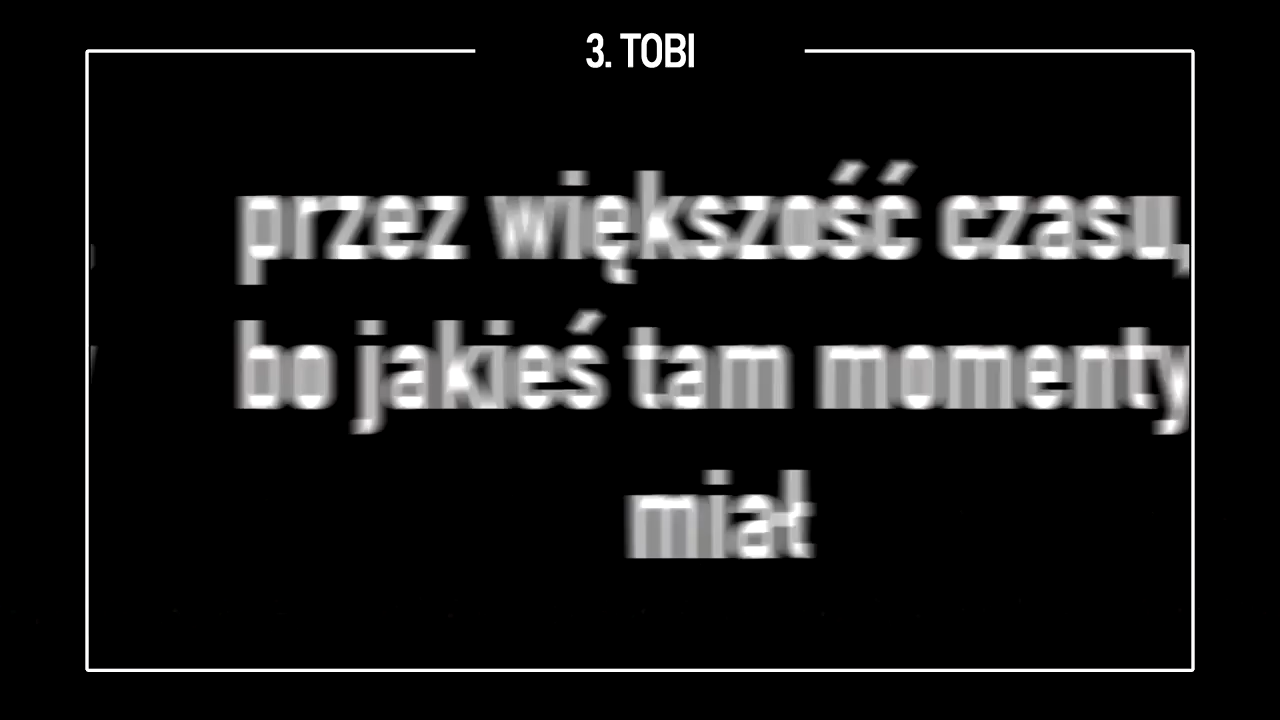 3. TOBI
przez większość czasu,
bo jakieś tam momenty
miał